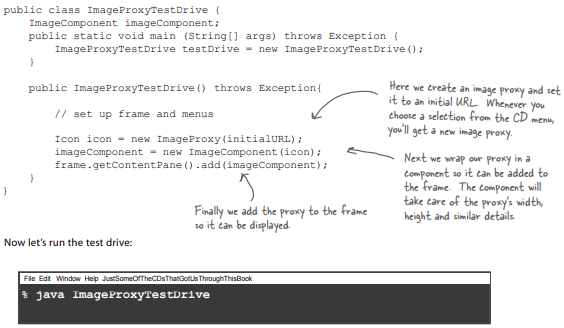 public class ImageProxyTestDrive {
ImageComponent imageComponent;
public static void main (String[] args) throws Exception {
ImageProxyTestDrive testDrive = new ImageProxyTestDrive();
}
public ImageProxyTestDrive() throws Exception{
// set up frame and menus
Icon icon = new ImageProxy(initialURL);
imageComponent = new ImageComponent(icon);
frame.getContentPane().add(imageComponent);
}
}
Here we create an image proxy and set
it to an initial URL. Whenever you
choose a selection from the CD menu,
you'll get a new image proxy.
Next we wrap our proxy in a
component so it can be added to
the frame. The component will
take care of the proxy's width,
height and similar details.
Finally we add the proxy to the frame
so it can be displayed.
Now let's run the test drive:
File Edit Window Help JustSomeOfTheCDsThatGotUsThroughThisBook
% java ImageProxyTestDrive